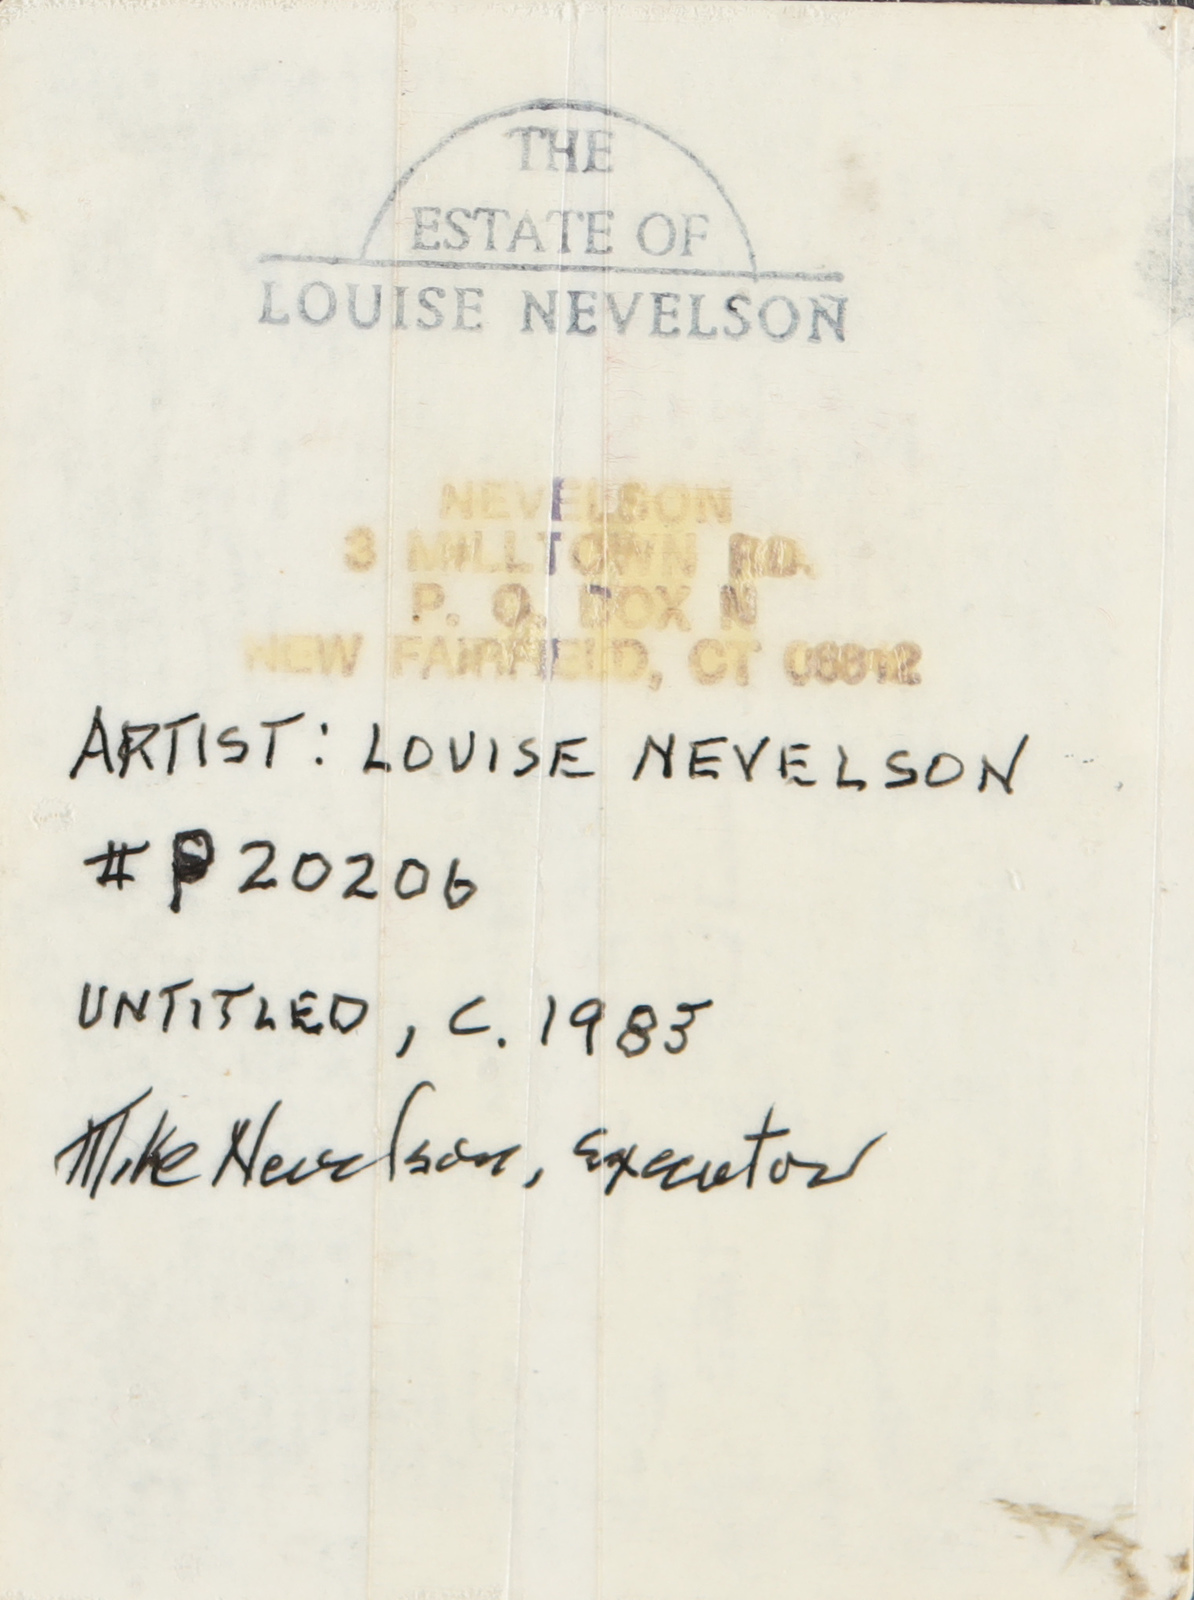 THE
ESTATE OF
LOUISE NEVELSON
NEVELSON
3 MILLTOWN RD.
P. O. BOX N
NEW FAIRFIELD, CT 06812
ARTIST: LOUISE NEVELSON
# P 20206
UNTITLED, C. 1985
Mike Nevelson, Executor